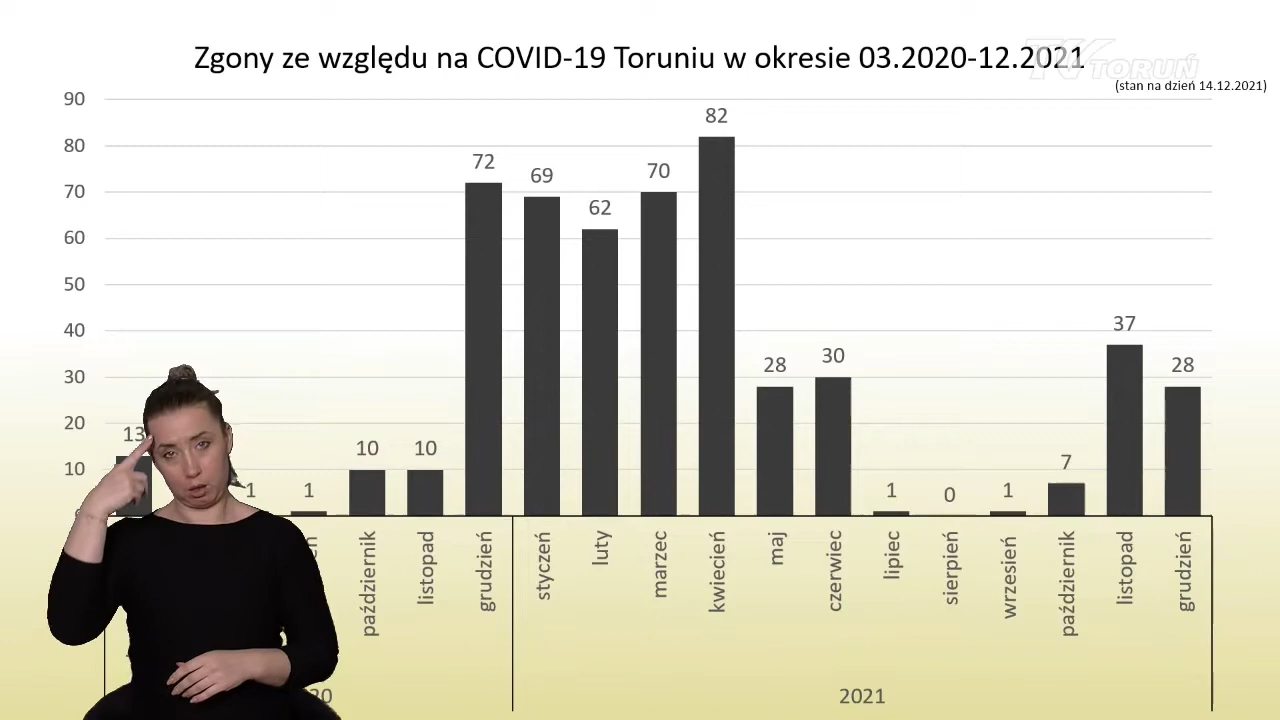 Zgony ze względu na COVID-19 Toruniu w okresie 03.2020-12.2021
TV TORUŃ
(stan na dzień 14.12.2021)
90
80
70
60
50
40
30
20
10
13
1
1
10
10
72
69
62
70
82
28
30
1
0
1
7
37
28
październik
listopad
grudzień
styczeń
luty
marzec
kwiecień
maj
czerwiec
lipiec
sierpień
wrzesień
październik
listopad
grudzień
2021